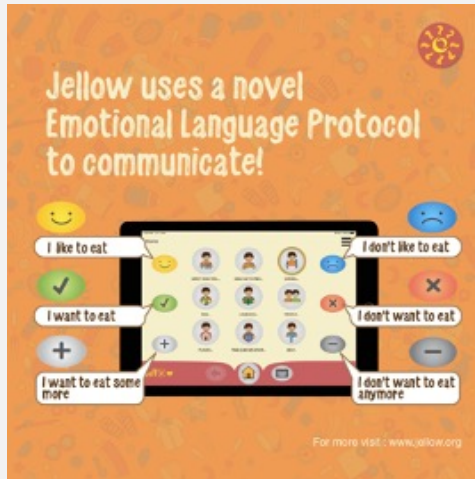 Jellow uses a novel
Emotional Language Protocol
to communicate!
I like to eat
I don't like to eat
I want to eat
I don't want to eat
I want to eat some
more
I don't want to eat
anymore
For more visit : www.jellow.org